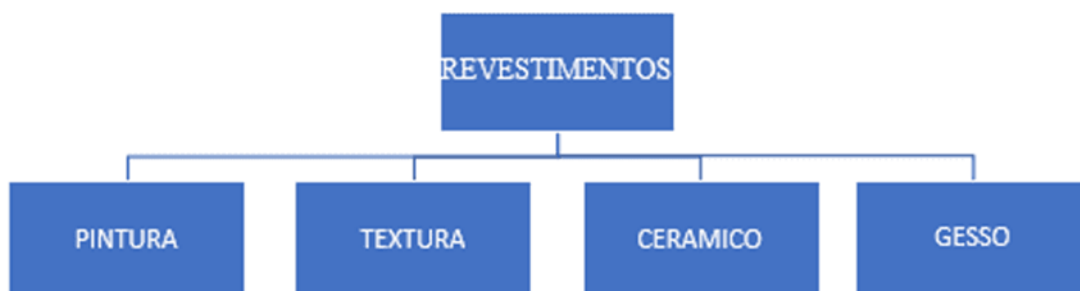 REVESTIMENTOS
PINTURA
TEXTURA
CERAMICO
GESSO